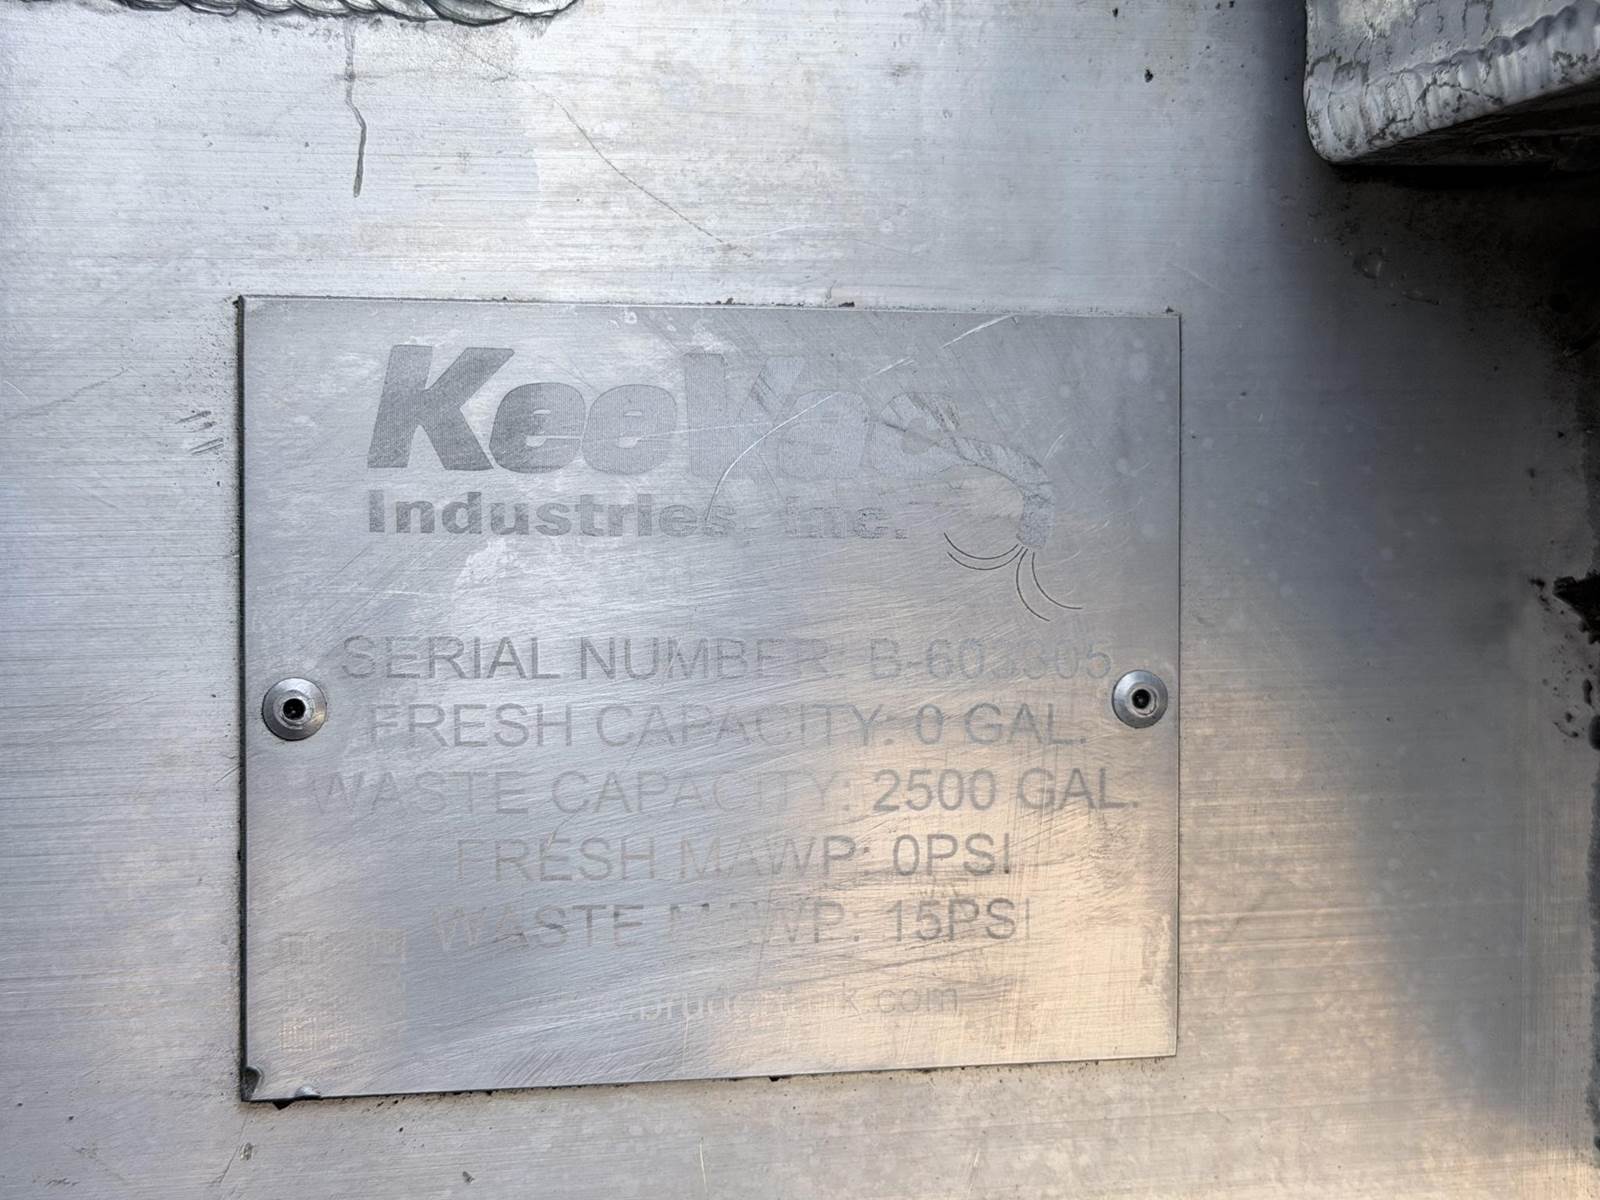 KeeVac
Industries, Inc.
SERIAL NUMBER: B-603305
FRESH CAPACITY: 0 GAL.
WASTE CAPACITY: 2500 GAL.
FRESH MAWP: 0PSI
WASTE MAWP: 15PSI